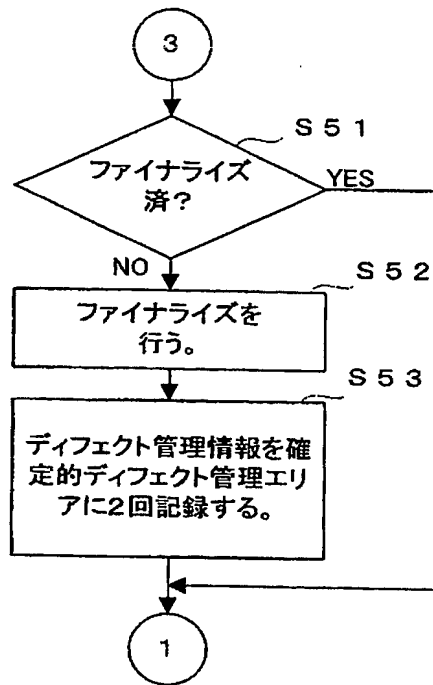 3
S51
ファイナライズ
済?
YES
NO
S52
ファイナライズを
行う。
S53
ディフェクト管理情報を確
定的ディフェクト管理エリ
アに2回記録する。
1